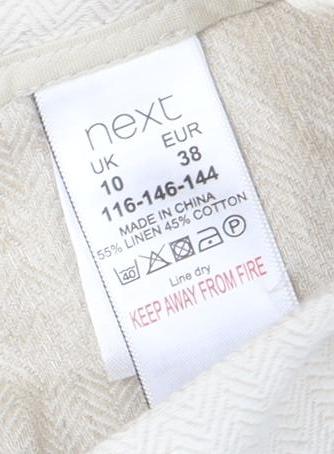 next
UK EUR
10 38
116-146-144
MADE IN CHINA
55% LINEN 45% COTTON
40 P
Line dry
KEEP AWAY FROM FIRE